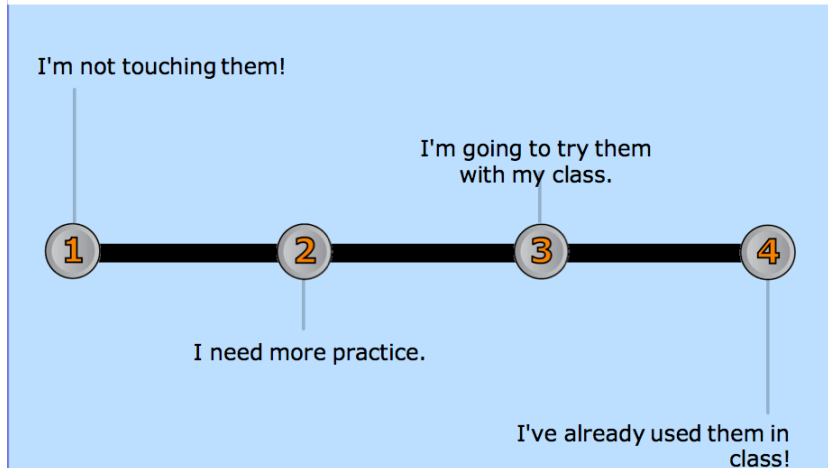 I'm not touching them!
I'm going to try them
with my class.
1
2
3
4
I need more practice.
I've already used them in
class!